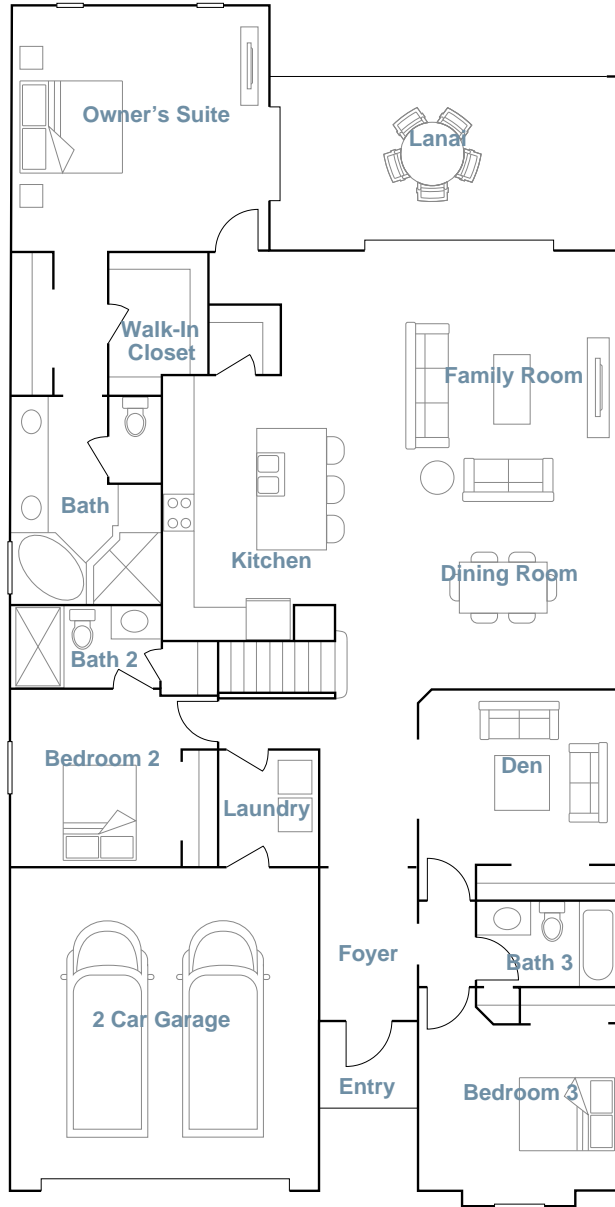 Owner's Suite
Lanai
Walk-In
Closet
Family Room
Bath
Kitchen
Dining Room
Bath 2
Bedroom 2
Den
Laundry
Foyer
Bath 3
2 Car Garage
Entry
Bedroom 3